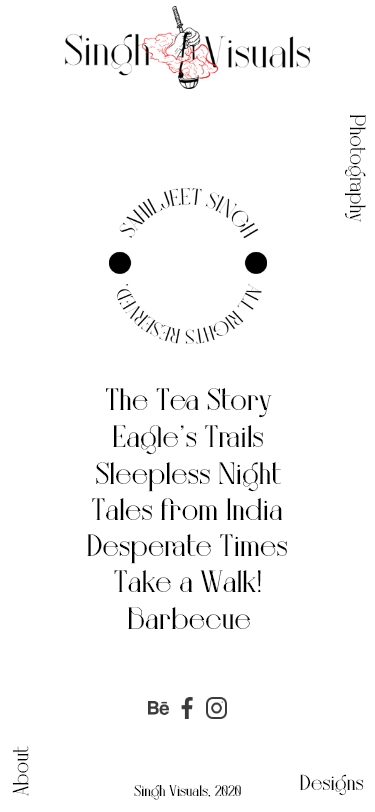 Singh Visuals
Photography
SAHILJEET SINGH
ALL RIGHTS RESERVED.
The Tea Story
Eagle's Trails
Sleepless Night
Tales from India
Desperate Times
Take a Walk!
Barbecue
Bē
About
Singh Visuals, 2020
Designs